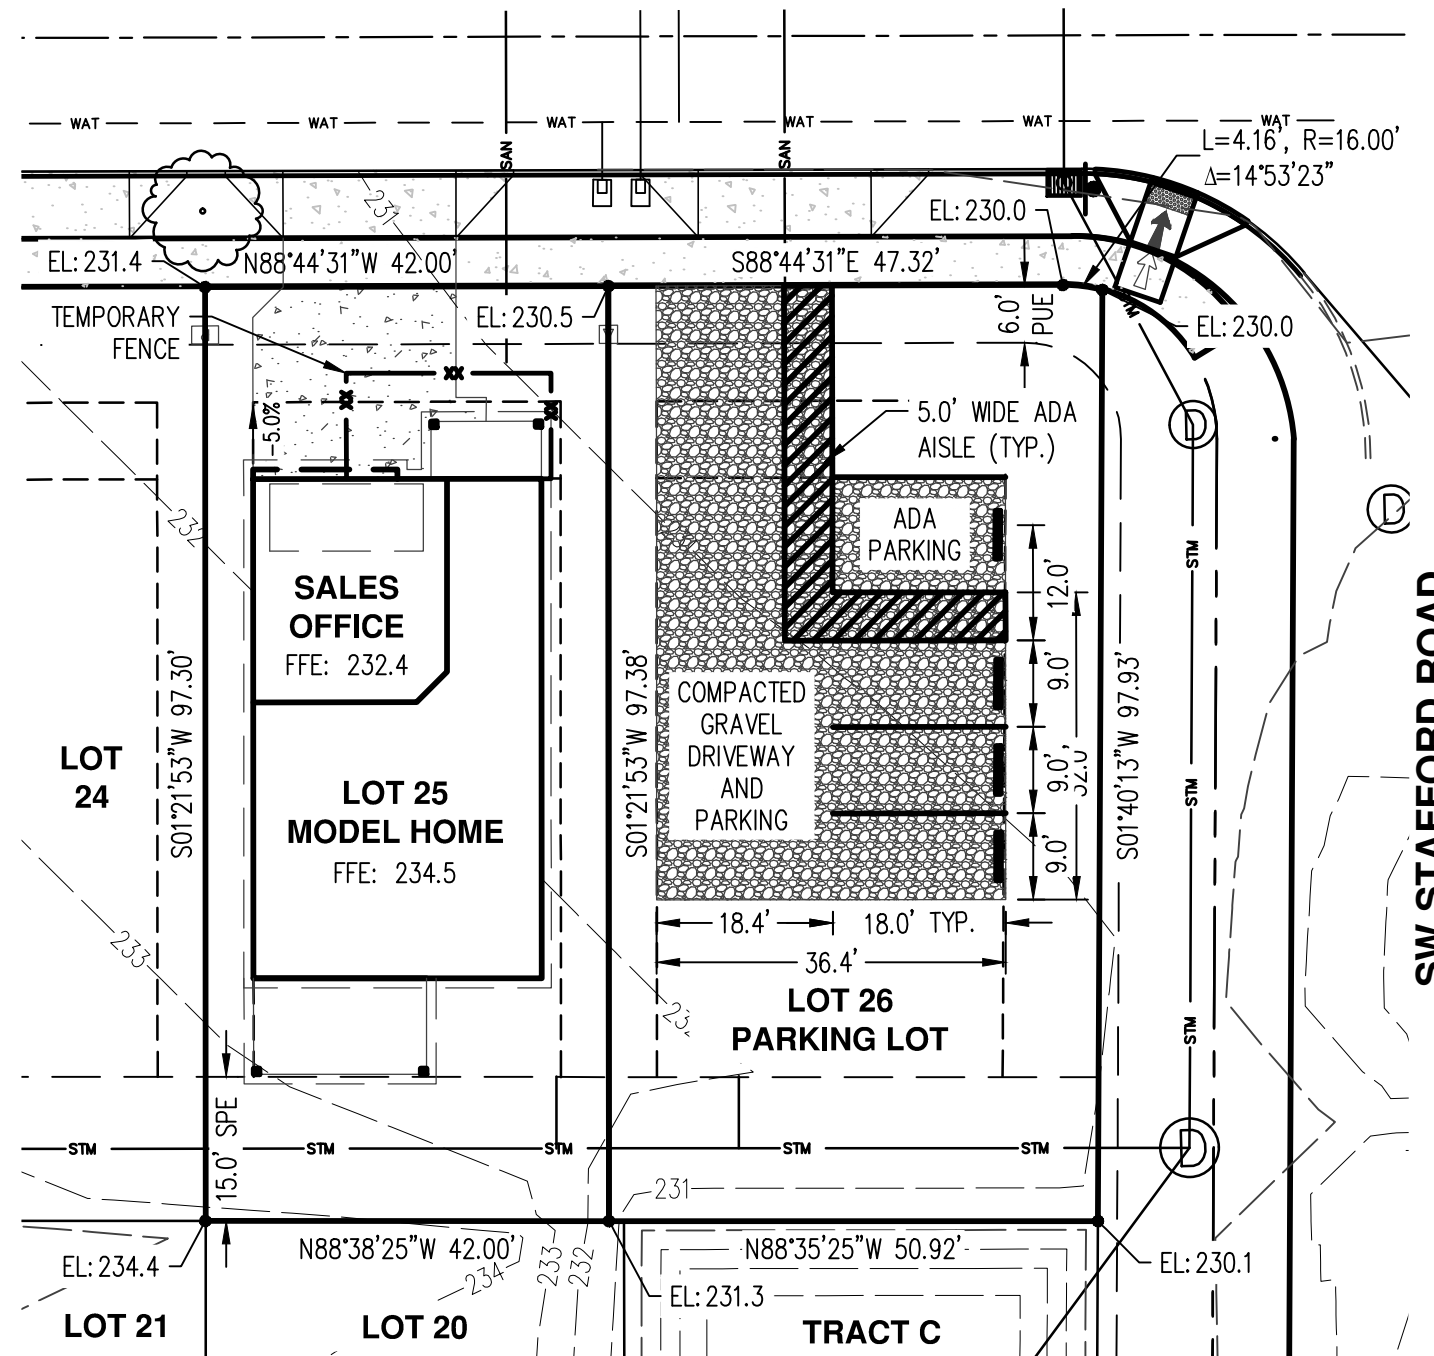 WAT
WAT
WAT
WAT
WAT
WAT
SAN
SAN
L=4.16', R=16.00'
Δ=14°53'23"
231
EL: 230.0
EL: 231.4
N88°44'31"W 42.00'
S88°44'31"E 47.32'
TEMPORARY
FENCE
EL: 230.5
6.0'
PUE
STM
EL: 230.0
XX
XX
XX
-5.0%
5.0' WIDE ADA
AISLE (TYP.)
D
D
232
ADA
PARKING
STM
SALES
OFFICE
FFE: 232.4
12.0'
S01°21'53"W 97.30'
S01°21'53"W 97.38'
9.0'
S01°40'13"W 97.93'
SW STAFFORD ROAD
COMPACTED
GRAVEL
DRIVEWAY
AND
PARKING
LOT
24
LOT 25
MODEL HOME
9.0'
32.0'
STM
FFE: 234.5
9.0'
233
18.4'
18.0' TYP.
36.4'
LOT 26
PARKING LOT
STM
15.0' SPE
STM
STM
STM
STM
STM
D
231
N88°38'25"W 42.00'
N88°35'25"W 50.92'
EL: 234.4
234
233
232
EL: 231.3
EL: 230.1
LOT 21
LOT 20
TRACT C